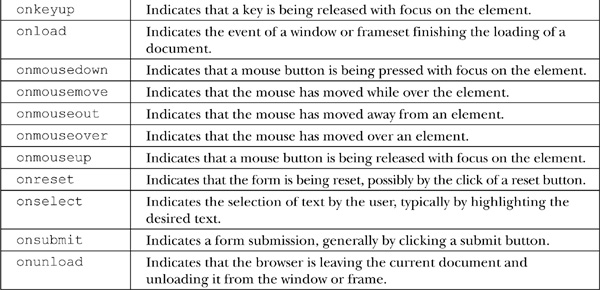 onkeyup Indicates that a key is being released with focus on the element.
onload Indicates the event of a window or frameset finishing the loading of a
document.
onmousedown Indicates that a mouse button is being pressed with focus on the element.
onmousemove Indicates that the mouse has moved while over the element.
onmouseout Indicates that the mouse has moved away from an element.
onmouseover Indicates that the mouse has moved over an element.
onmouseup Indicates that a mouse button is being released with focus on the element.
onreset Indicates that the form is being reset, possibly by the click of a reset button.
onselect Indicates the selection of text by the user, typically by highlighting the
desired text.
onsubmit Indicates a form submission, generally by clicking a submit button.
onunload Indicates that the browser is leaving the current document and
unloading it from the window or frame.